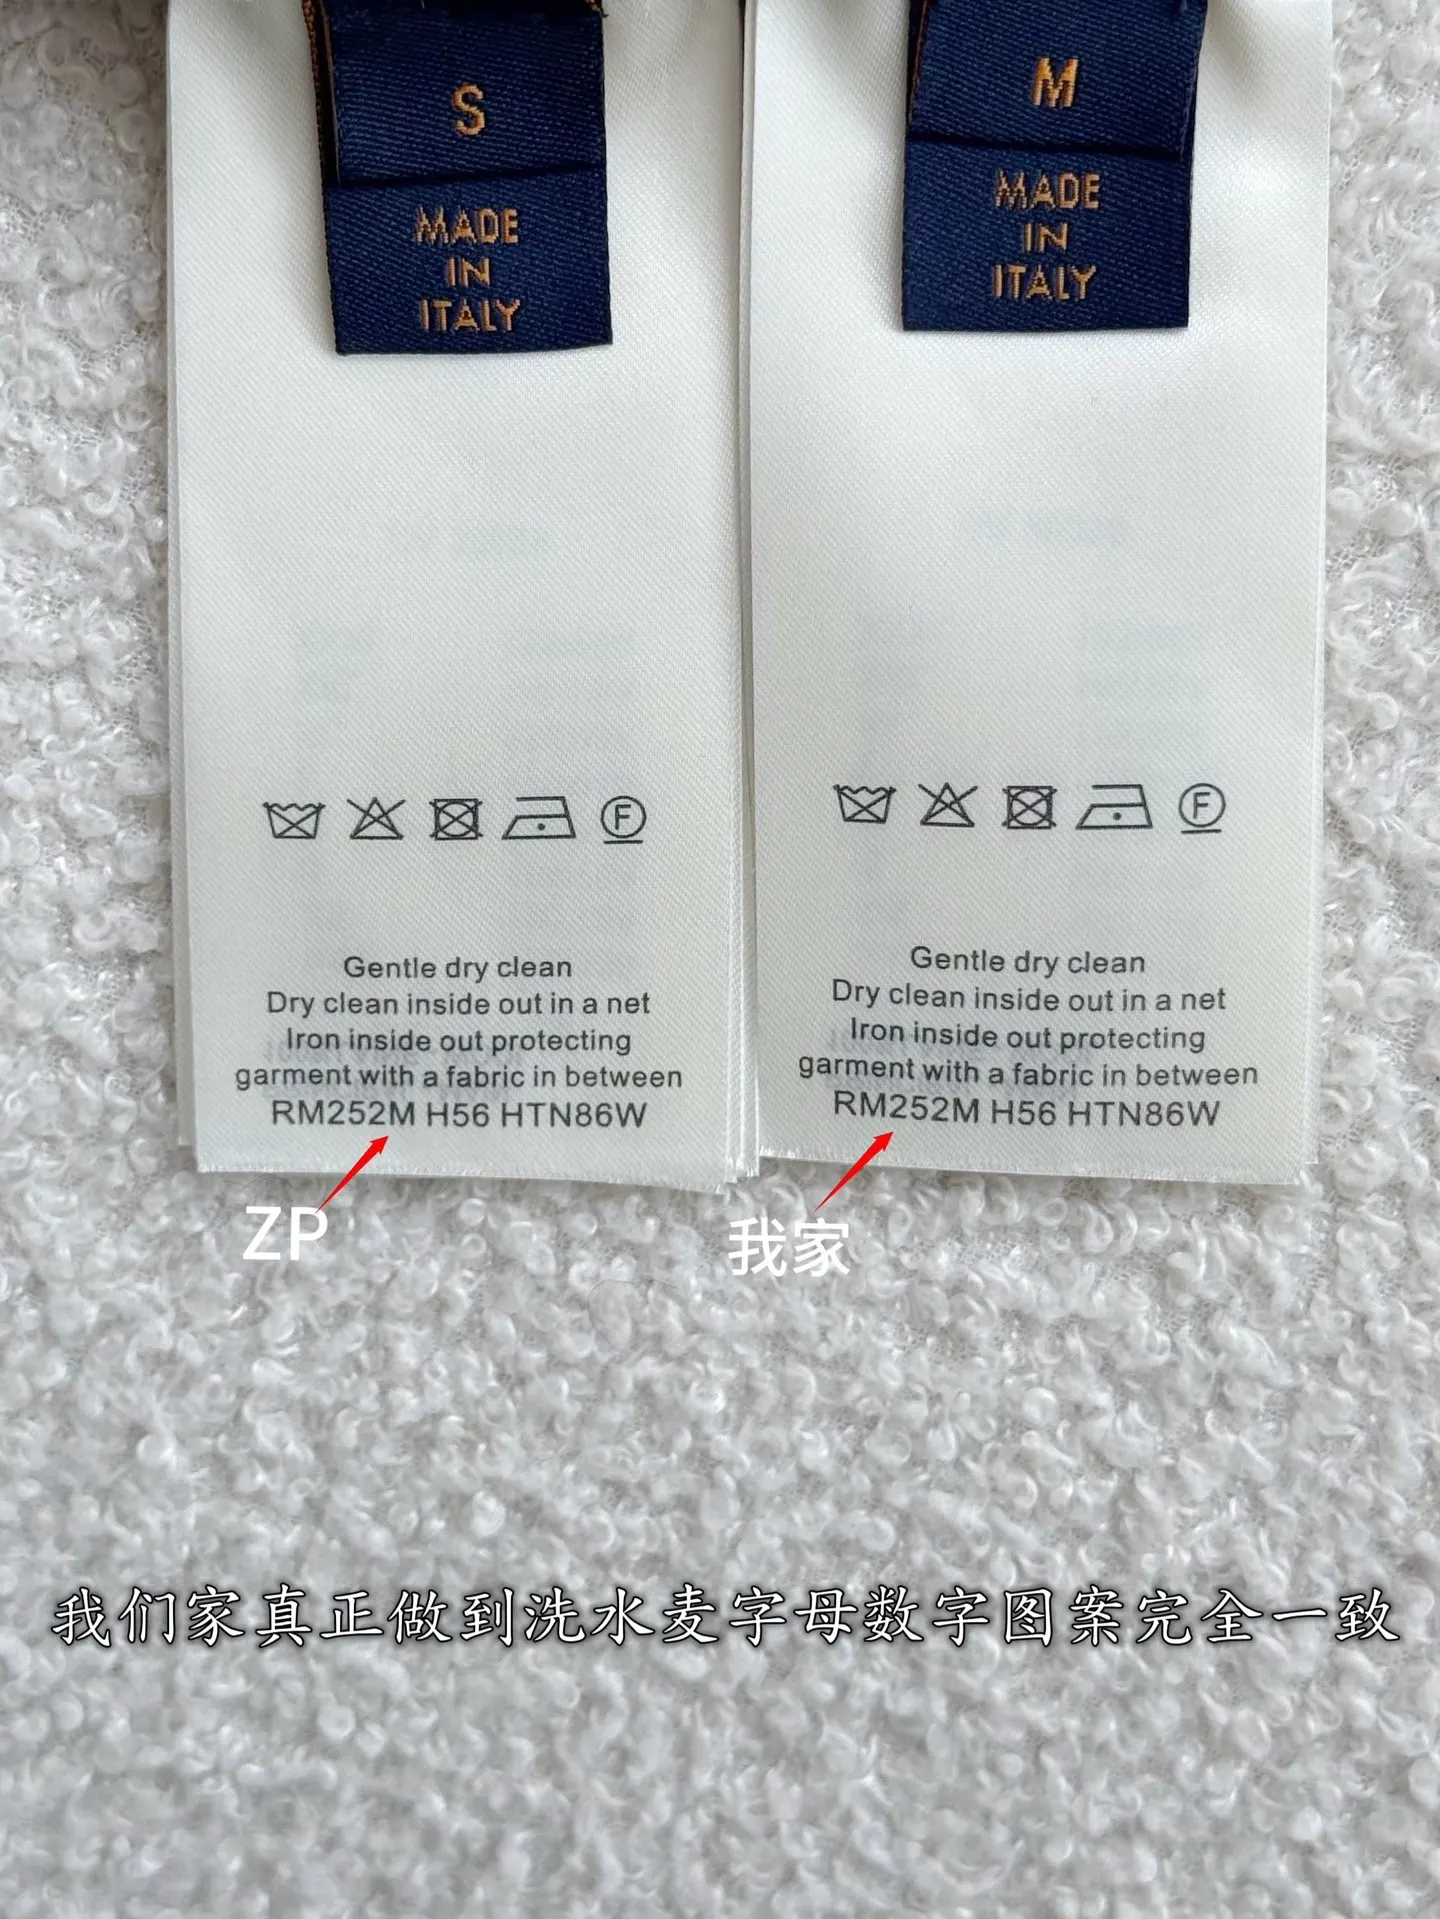 S
MADE
IN
ITALY
M
MADE
IN
ITALY
F
Gentle dry clean
Dry clean inside out in a net
Iron inside out protecting
garment with a fabric in between
RM252M H56 HTN86W
F
Gentle dry clean
Dry clean inside out in a net
Iron inside out protecting
garment with a fabric in between
RM252M H56 HTN86W
ZP
我家
我们家真正做到洗水麦字母数字图案完全一致